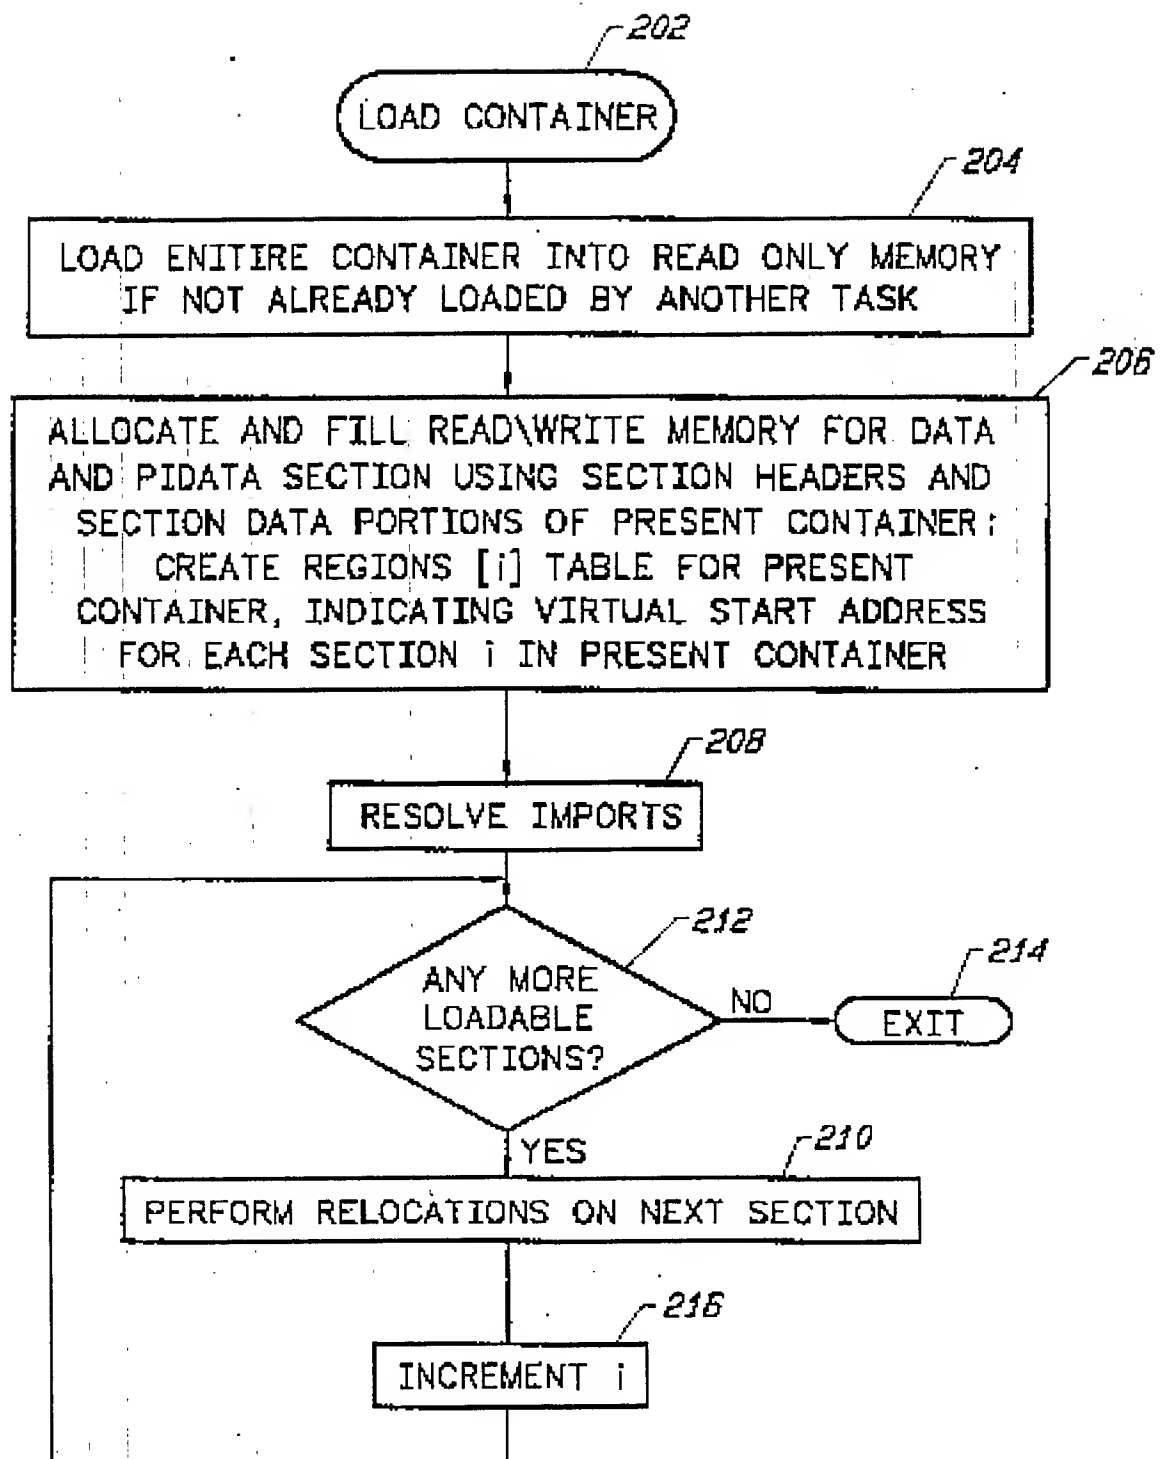 202
LOAD CONTAINER
204
LOAD ENITIRE CONTAINER INTO READ ONLY MEMORY
IF NOT ALREADY LOADED BY ANOTHER TASK
206
ALLOCATE AND FILL READ\WRITE MEMORY FOR DATA
AND PIDATA SECTION USING SECTION HEADERS AND
SECTION DATA PORTIONS OF PRESENT CONTAINER;
CREATE REGIONS [i] TABLE FOR PRESENT
CONTAINER, INDICATING VIRTUAL START ADDRESS
FOR EACH SECTION i IN PRESENT CONTAINER
208
RESOLVE IMPORTS
212
ANY MORE
LOADABLE
SECTIONS?
NO
214
EXIT
YES
210
PERFORM RELOCATIONS ON NEXT SECTION
216
INCREMENT i